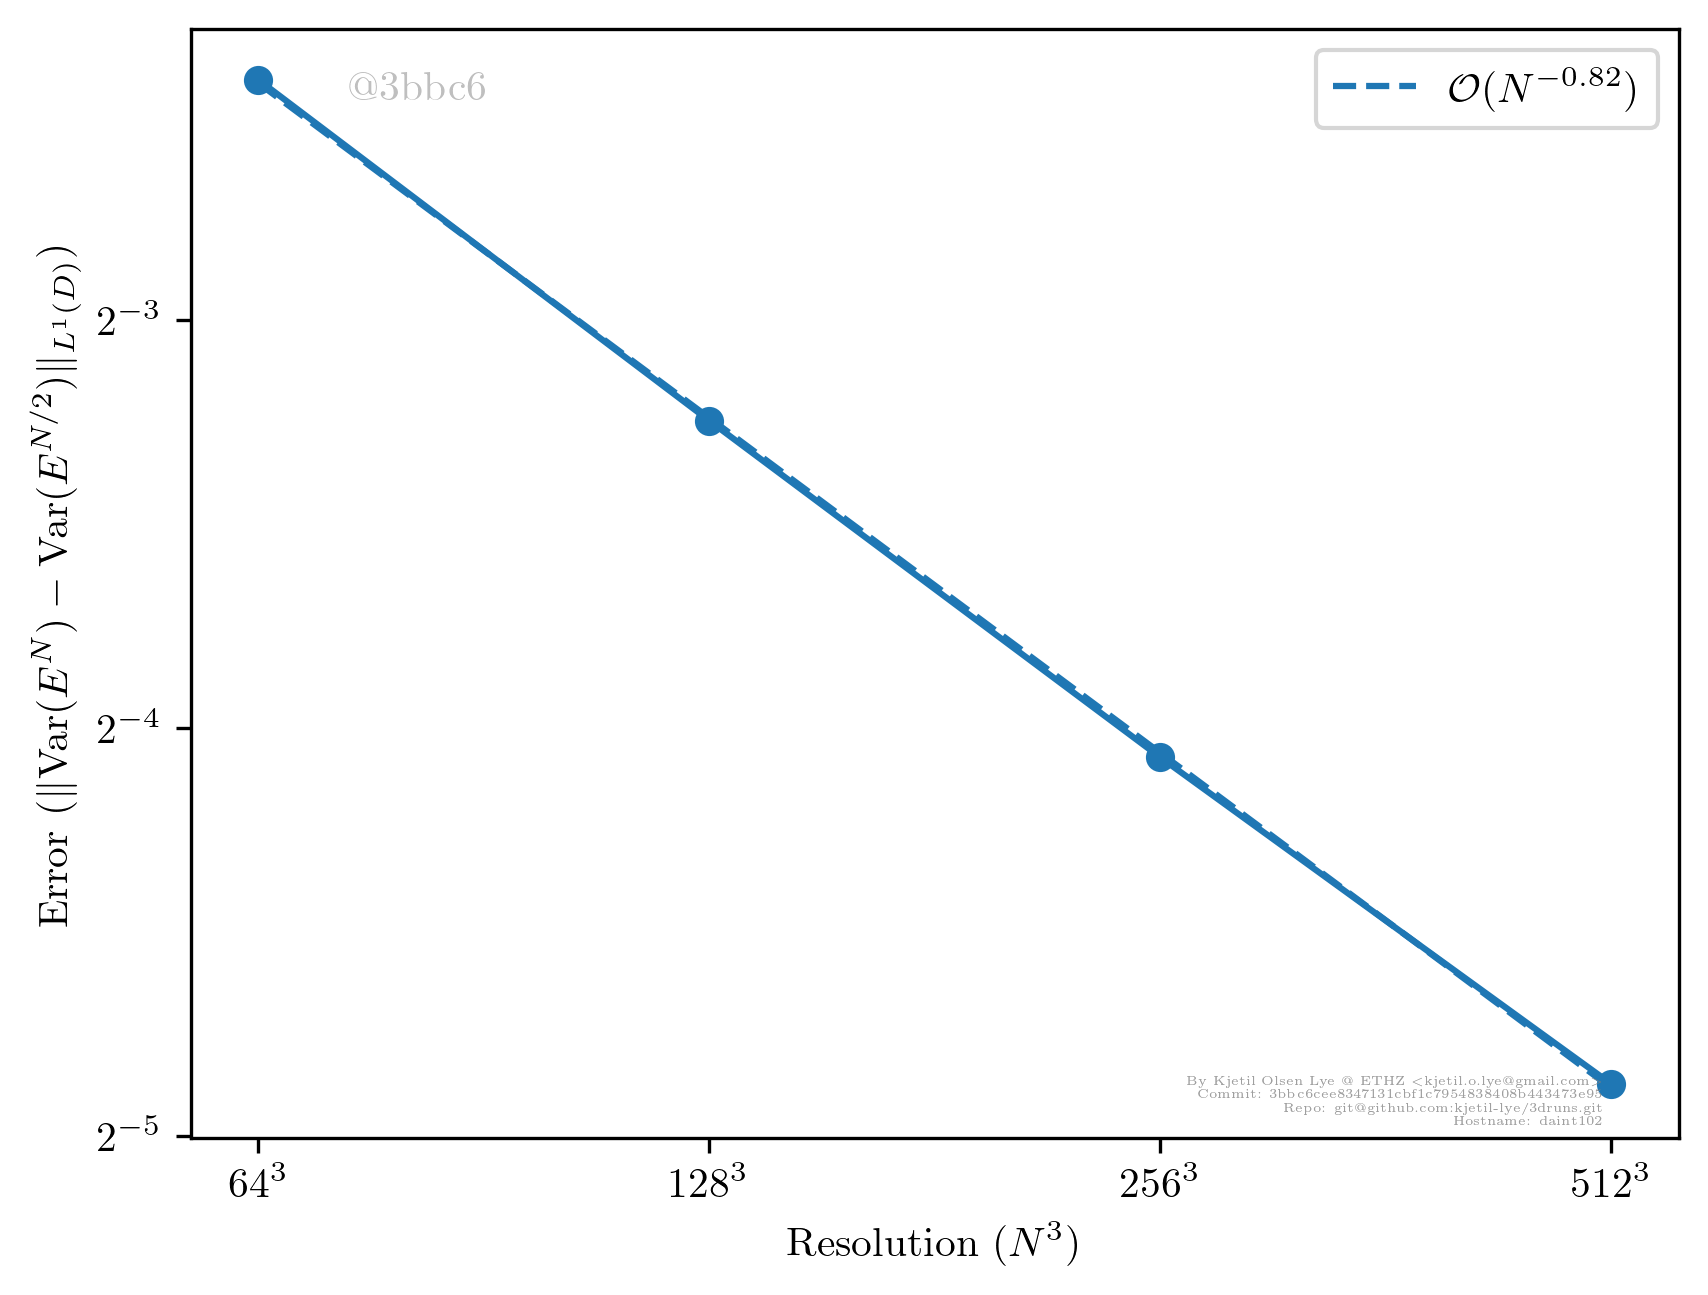 @3bbc6
𝒪(N^{-0.82})
Error (||Var(E^N) − Var(E^{N/2})||_{L^1(D)})
2^{-3}
2^{-4}
2^{-5}
By Kjetil Olsen Lye @ ETHZ <kjetil.o.lye@gmail.com>
Commit: 3bbc6cee8347131cbf1c7954838408b443473e95
Repo: git@github.com:kjetil-lye/3druns.git
Hostname: daint102
64^3 128^3 256^3 512^3
Resolution (N^3)